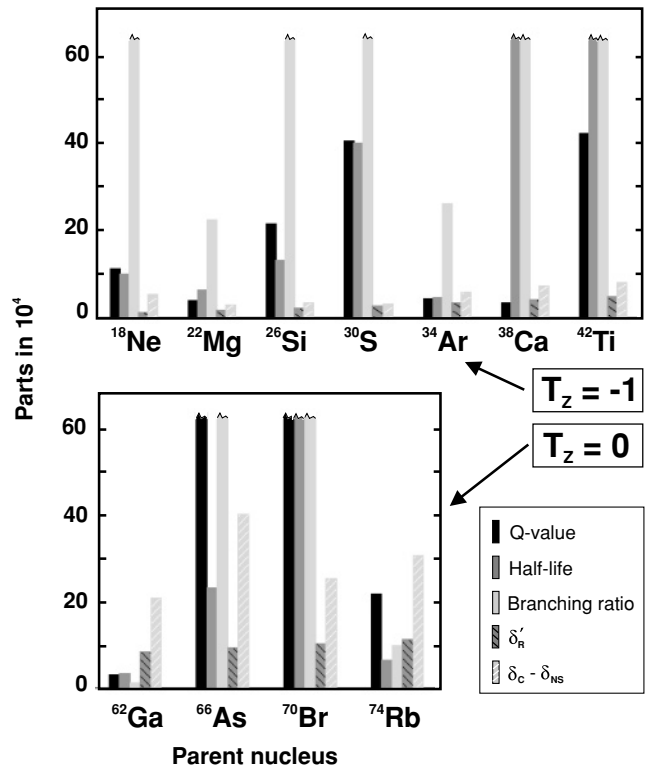 Parts in 10⁴
60
40
20
0
¹⁸Ne ²²Mg ²⁶Si ³⁰S ³⁴Ar ³⁸Ca ⁴²Ti
T_Z = -1
T_Z = 0
60
40
20
0
⁶²Ga ⁶⁶As ⁷⁰Br ⁷⁴Rb
Parent nucleus
Q-value
Half-life
Branching ratio
δ′_R
δ_C - δ_NS